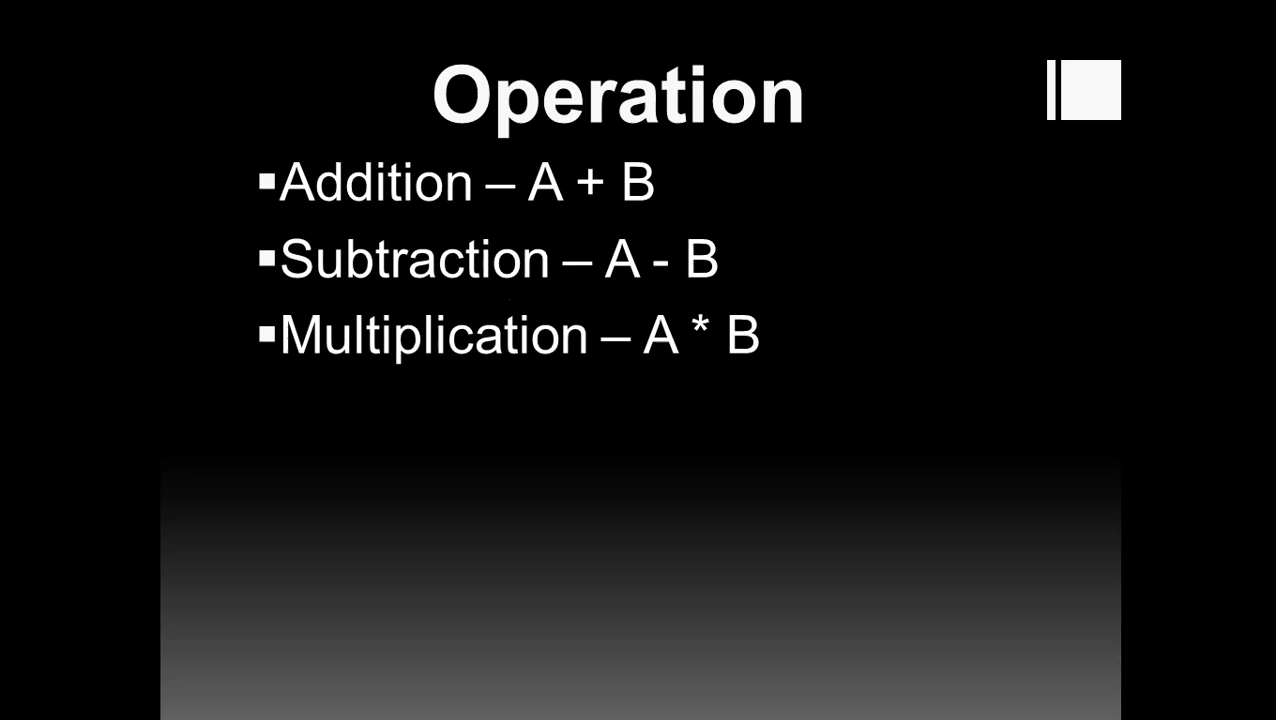 Operation
▪Addition – A + B
▪Subtraction – A - B
▪Multiplication – A * B